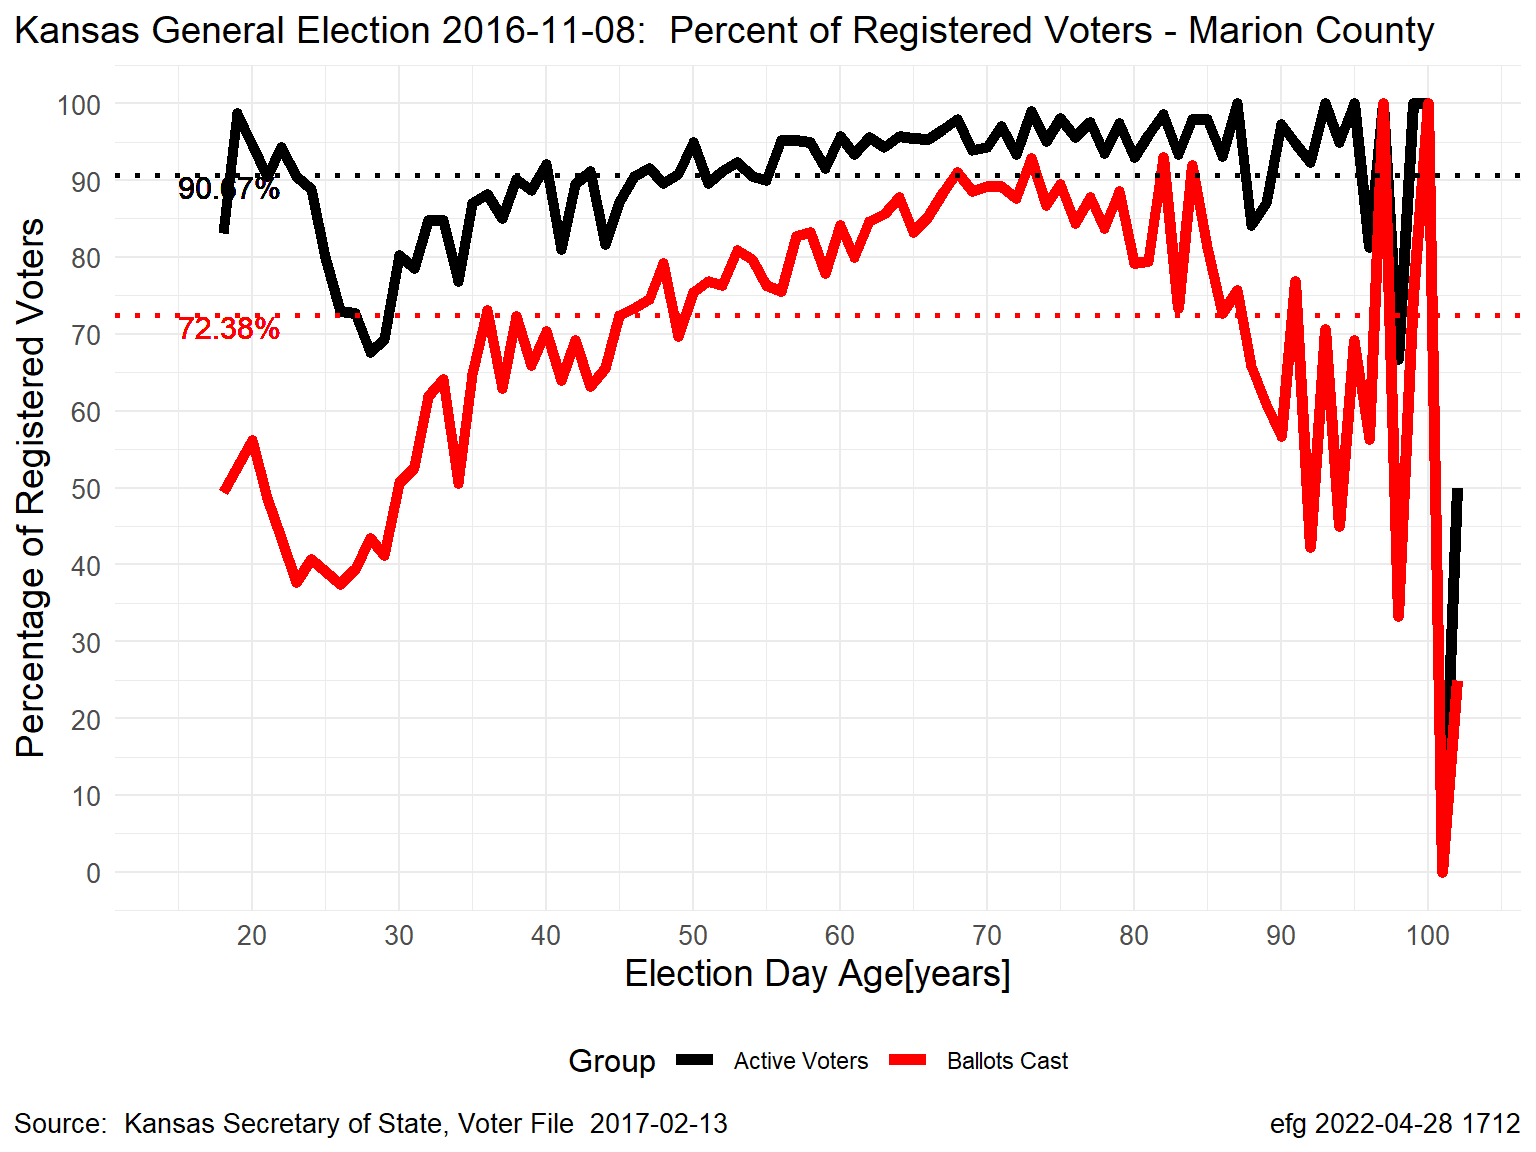 Kansas General Election 2016-11-08:  Percent of Registered Voters - Marion County
Percentage of Registered Voters
100
90
80
70
60
50
40
30
20
10
0
90.67%
72.38%
20 30 40 50 60 70 80 90 100
Election Day Age[years]
Group Active Voters Ballots Cast
Source:  Kansas Secretary of State, Voter File  2017-02-13
efg 2022-04-28 1712